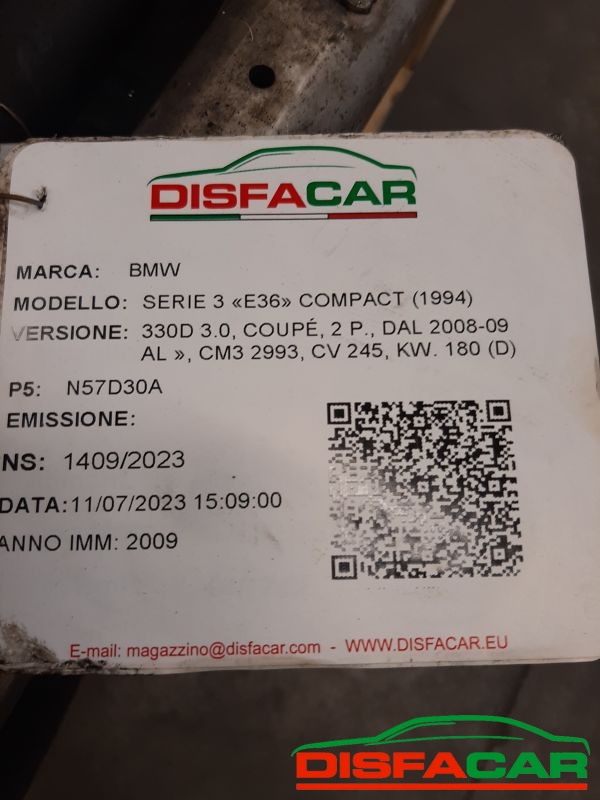 DISFACAR
MARCA: BMW
MODELLO: SERIE 3 «E36» COMPACT (1994)
VERSIONE: 330D 3.0, COUPÉ, 2 P., DAL 2008-09
AL », CM3 2993, CV 245, KW. 180 (D)
P5: N57D30A
EMISSIONE:
NS: 1409/2023
DATA:11/07/2023 15:09:00
ANNO IMM: 2009
E-mail: magazzino@disfacar.com - WWW.DISFACAR.EU
DISFACAR